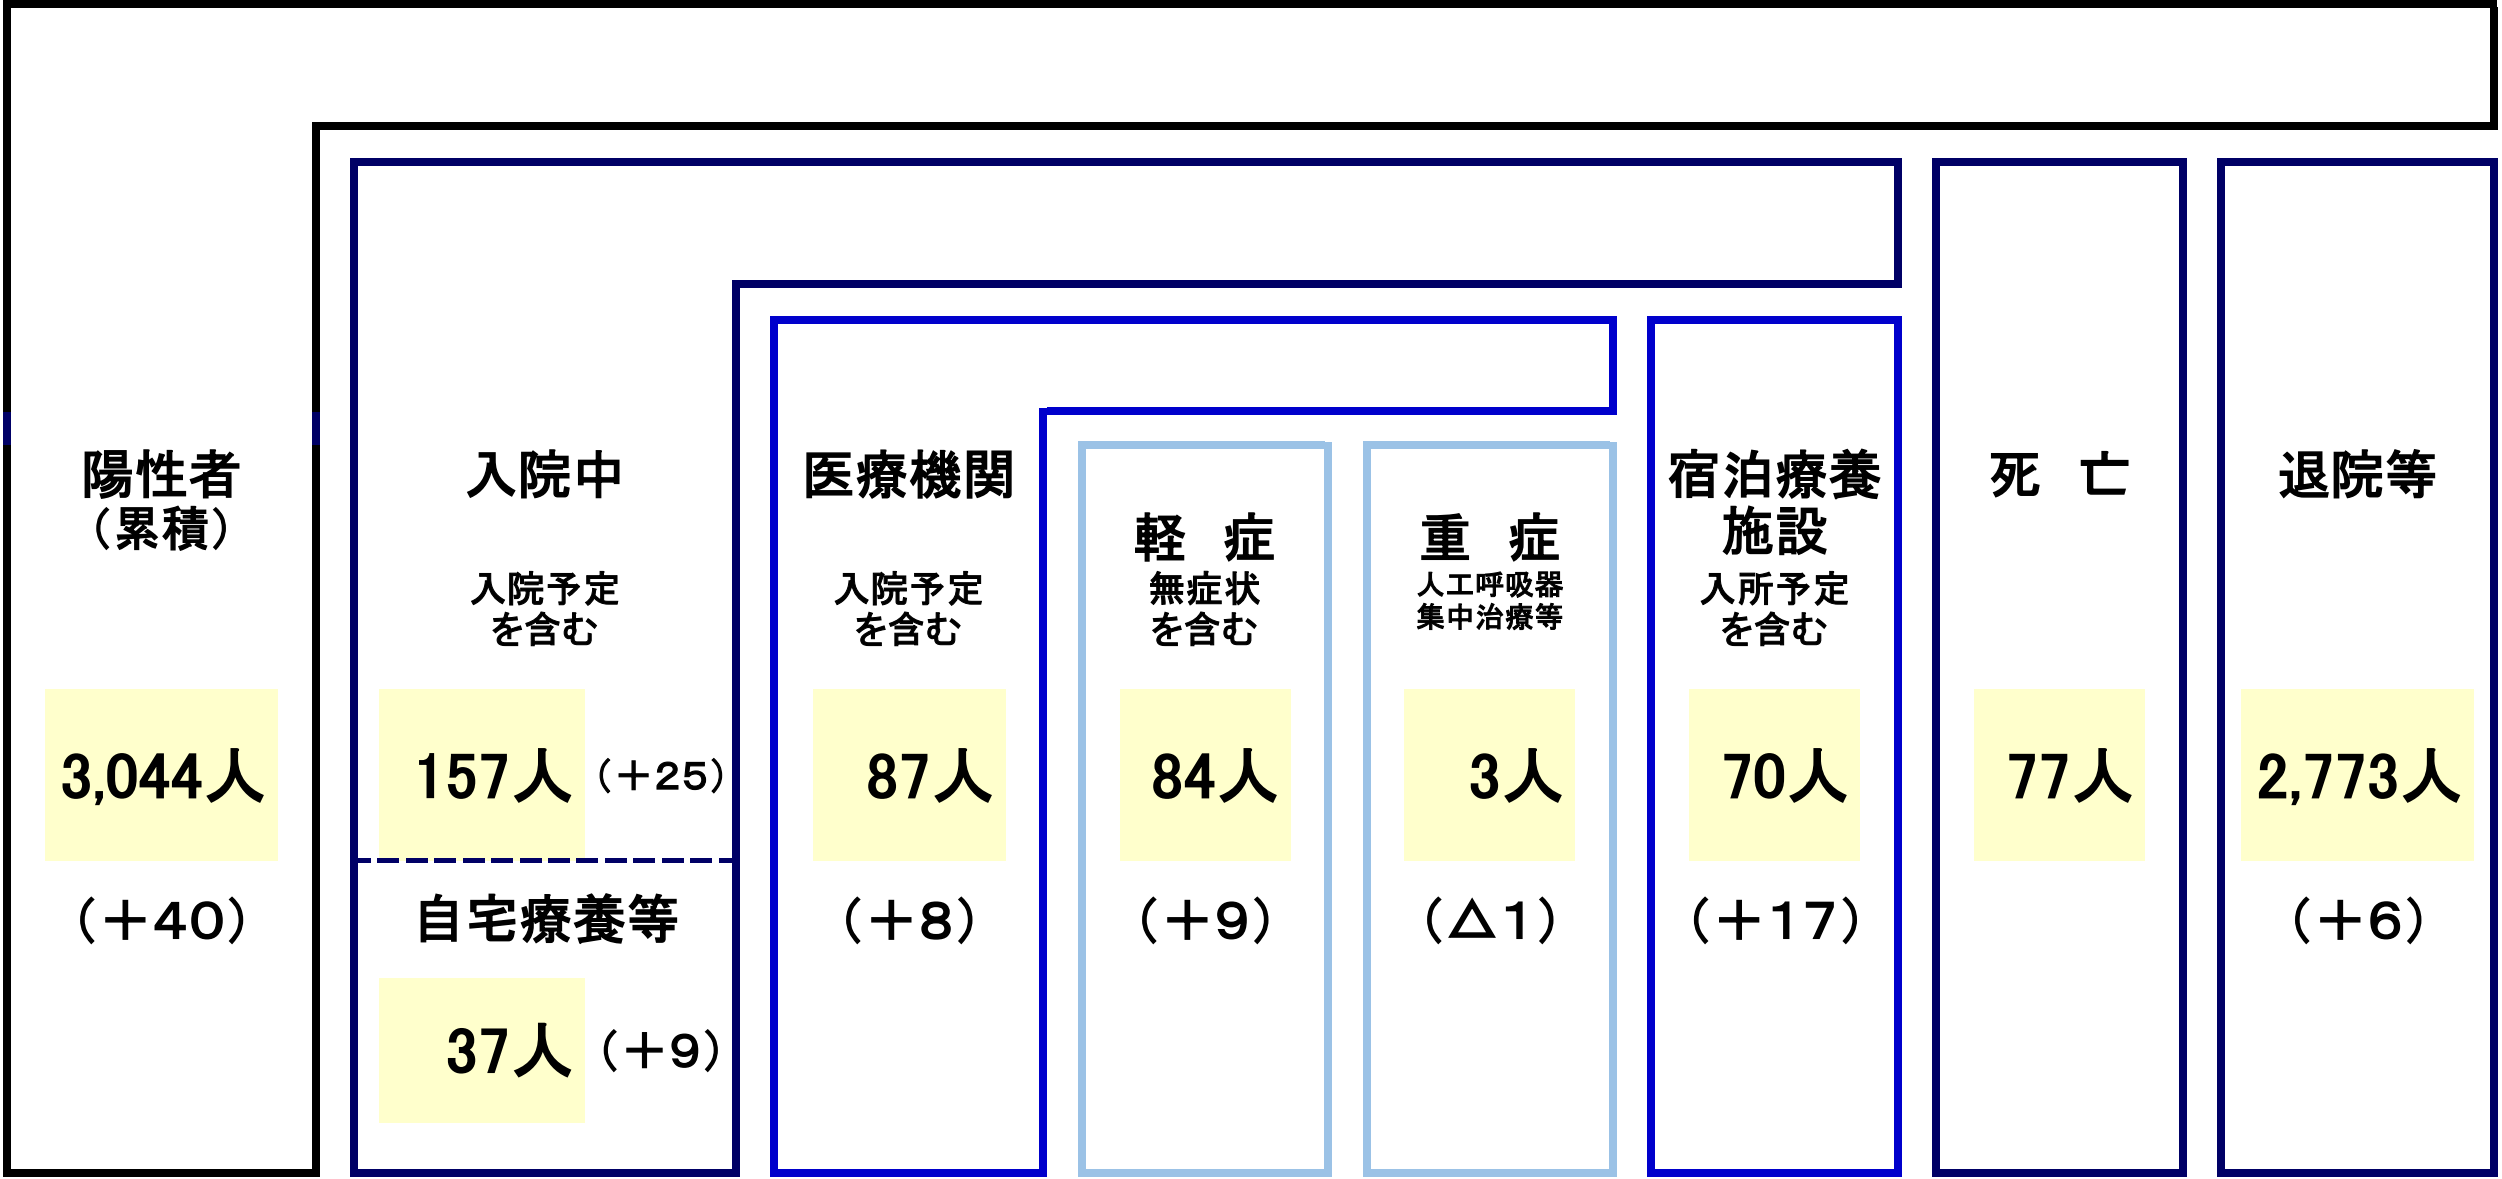 陽性者
（累積）
3,044人
（＋40）
入院中
入院予定
を含む
157人（＋25）
自宅療養等
37人（＋9）
医療機関
入院予定
を含む
87人
（＋8）
軽　症
無症状
を含む
84人
（＋9）
重　症
人工呼吸器
集中治療等
3人
（△1）
宿泊療養
施設
入所予定
を含む
70人
（＋17）
死　亡
77人
退院等
2,773人
（＋6）